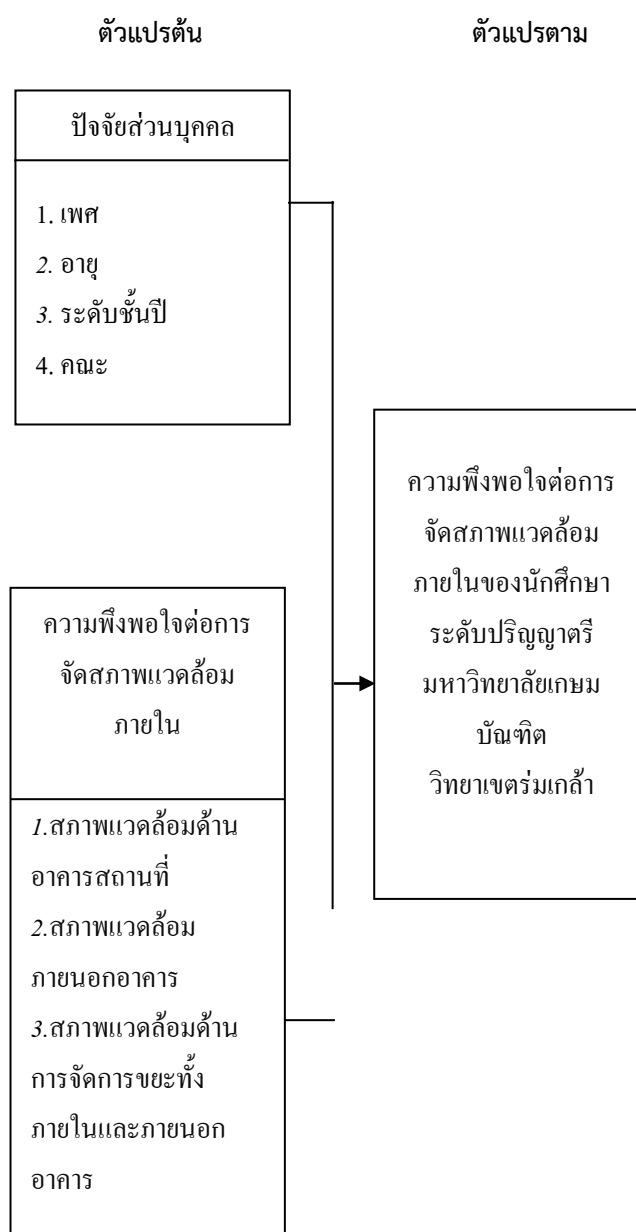 ตัวแปรต้น
ตัวแปรตาม
ปัจจัยส่วนบุคคล
1. เพศ
2. อายุ
3. ระดับชั้นปี
4. คณะ
ความพึงพอใจต่อการ
จัดสภาพแวดล้อม
ภายใน
1.สภาพแวดล้อมด้าน
อาคารสถานที่
2.สภาพแวดล้อม
ภายนอกอาคาร
3.สภาพแวดล้อมด้าน
การจัดการขยะทั้ง
ภายในและภายนอก
อาคาร
ความพึงพอใจต่อการ
จัดสภาพแวดล้อม
ภายในของนักศึกษา
ระดับปริญญาตรี
มหาวิทยาลัยเกษม
บัณฑิต
วิทยาเขตร่มเกล้า